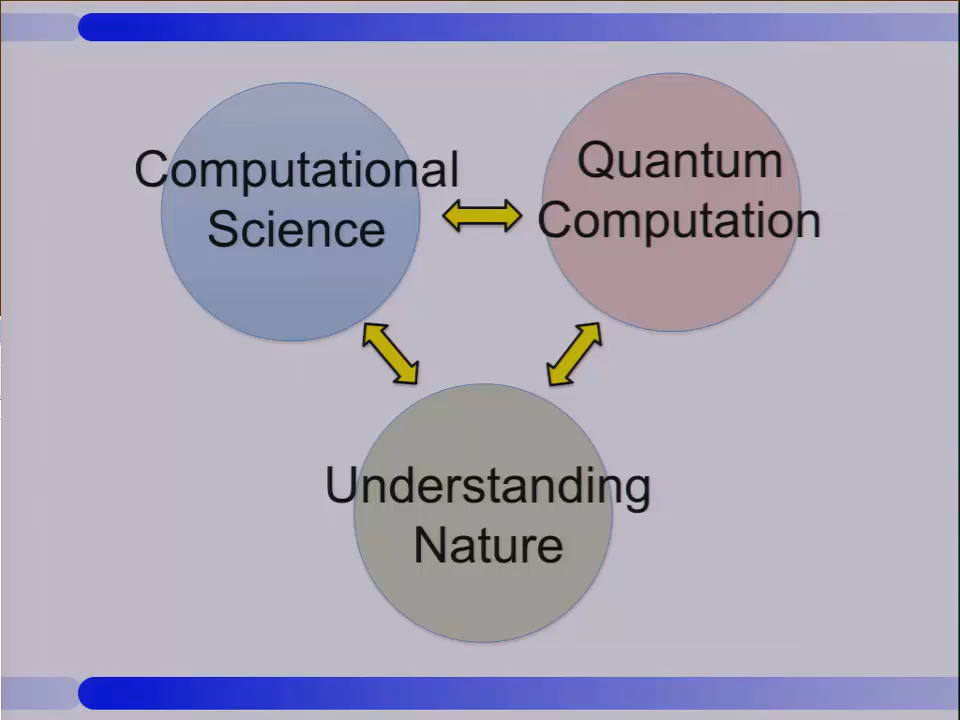 Computational
Science
Quantum
Computation
Understanding
Nature